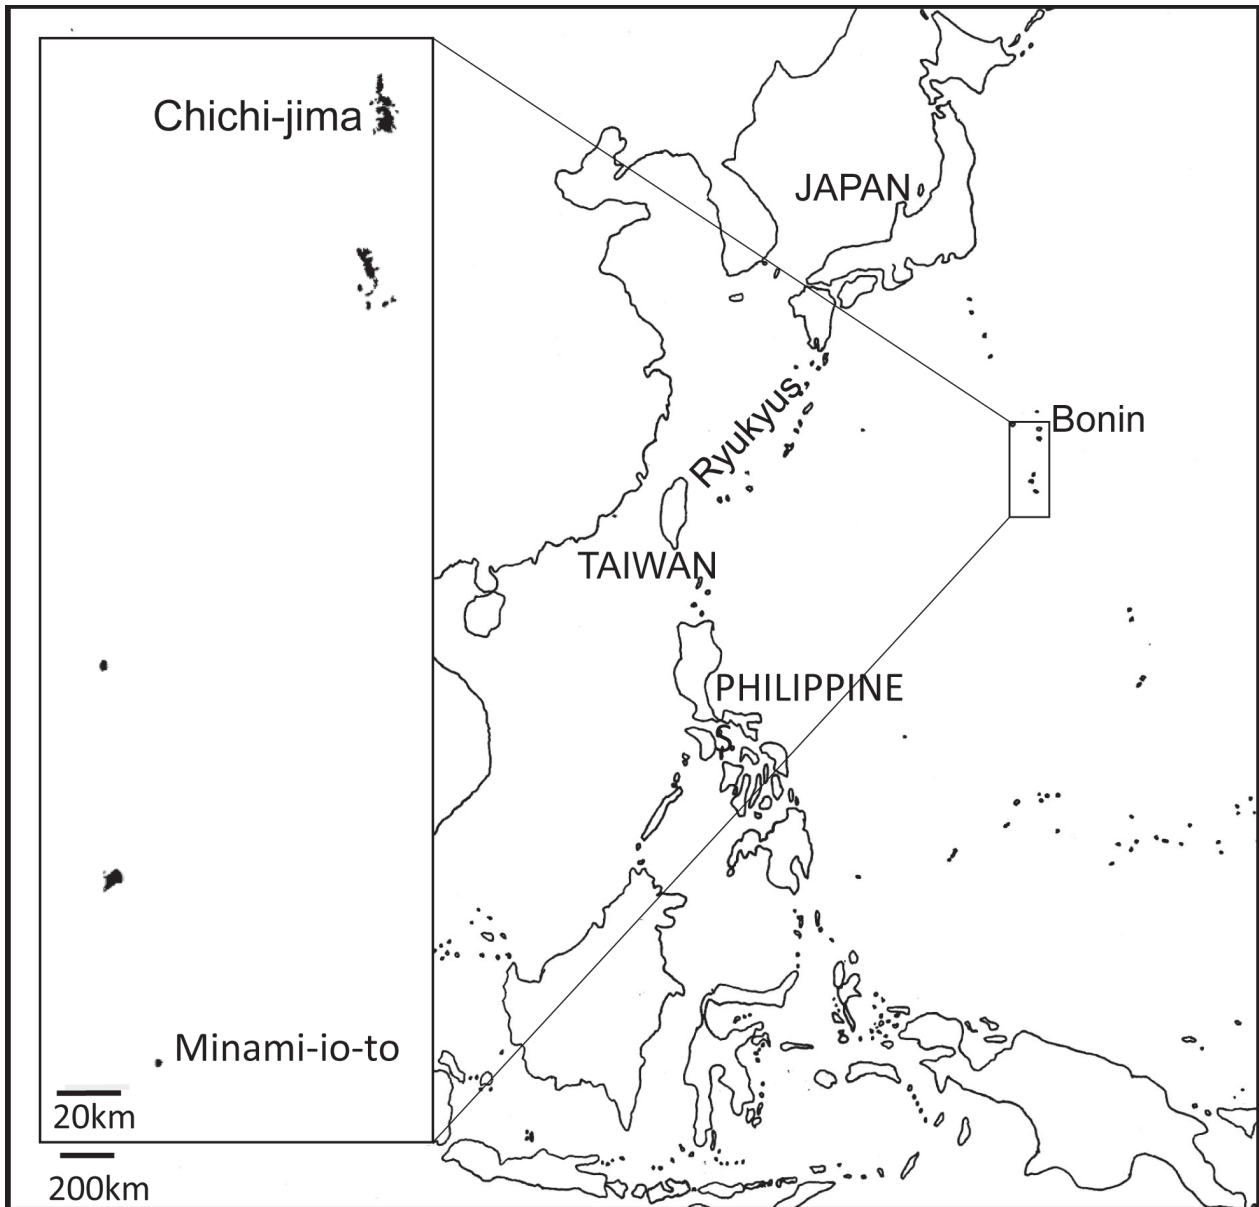 Chichi-jima
JAPAN
Bonin
Ryukyus
TAIWAN
PHILIPPINE
S.
Minami-io-to
20km
200km